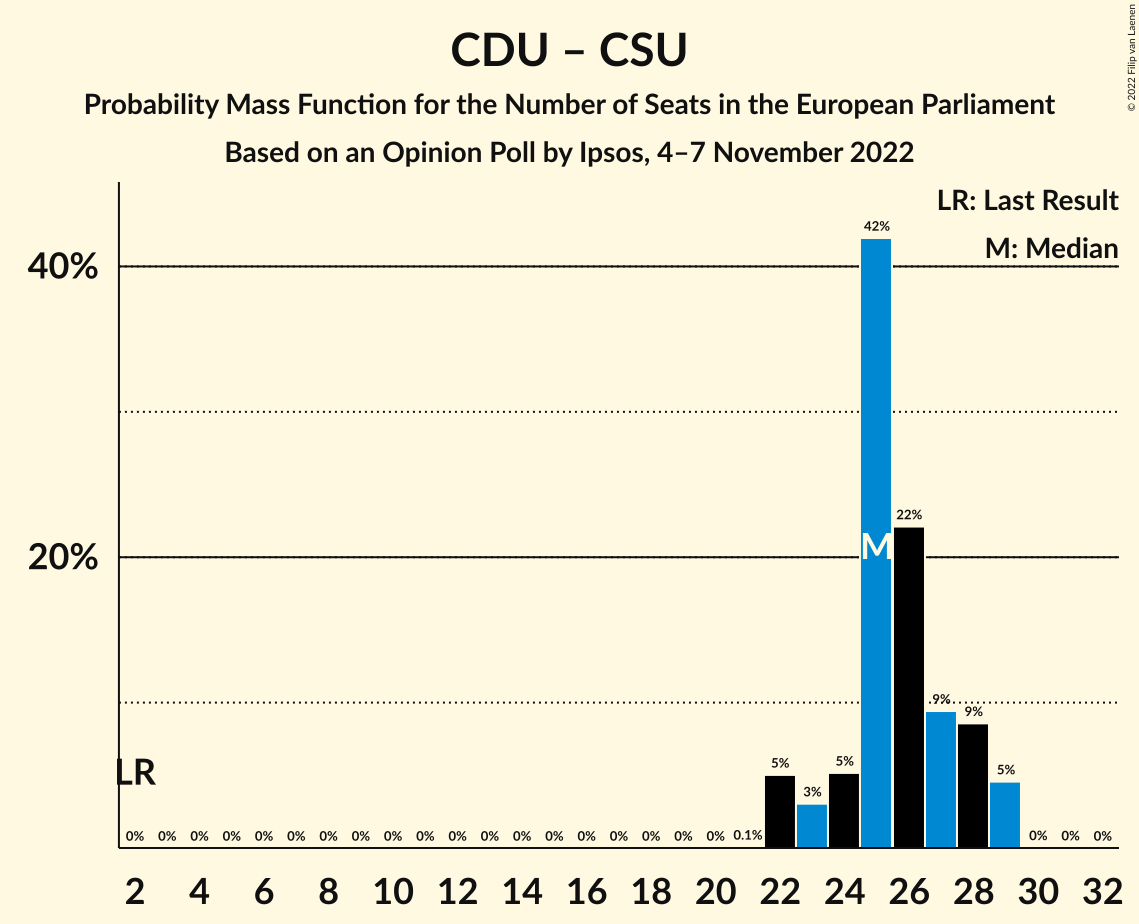 CDU – CSU
Probability Mass Function for the Number of Seats in the European Parliament
Based on an Opinion Poll by Ipsos, 4–7 November 2022
© 2022 Filip van Laenen
LR: Last Result
M: Median
42%
40%
22%
M
20%
9%
9%
LR
5%
3%
5%
5%
0% 0% 0% 0% 0% 0% 0% 0% 0% 0% 0% 0% 0% 0% 0% 0% 0% 0% 0% 0.1% 0% 0% 0%
2 4 6 8 10 12 14 16 18 20 22 24 26 28 30 32